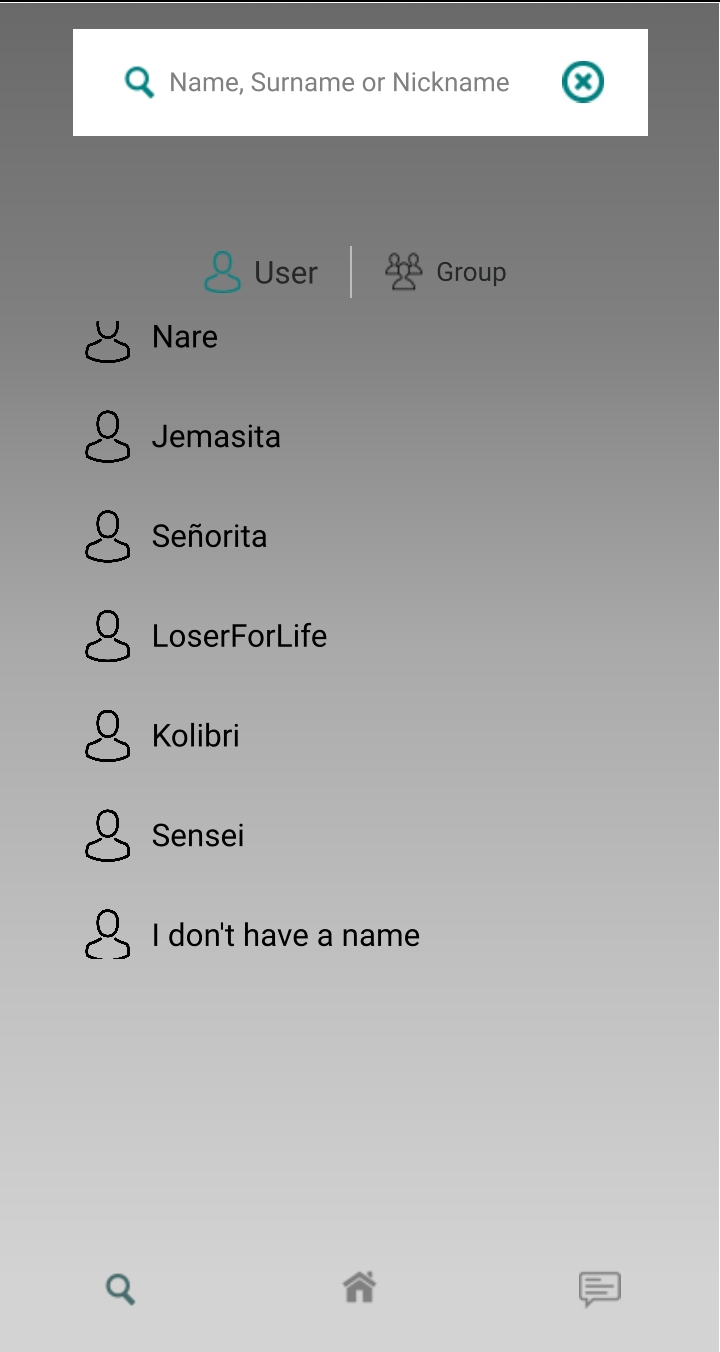 Name, Surname or Nickname
User
Group
Nare
Jemasita
Señorita
LoserForLife
Kolibri
Sensei
I don't have a name